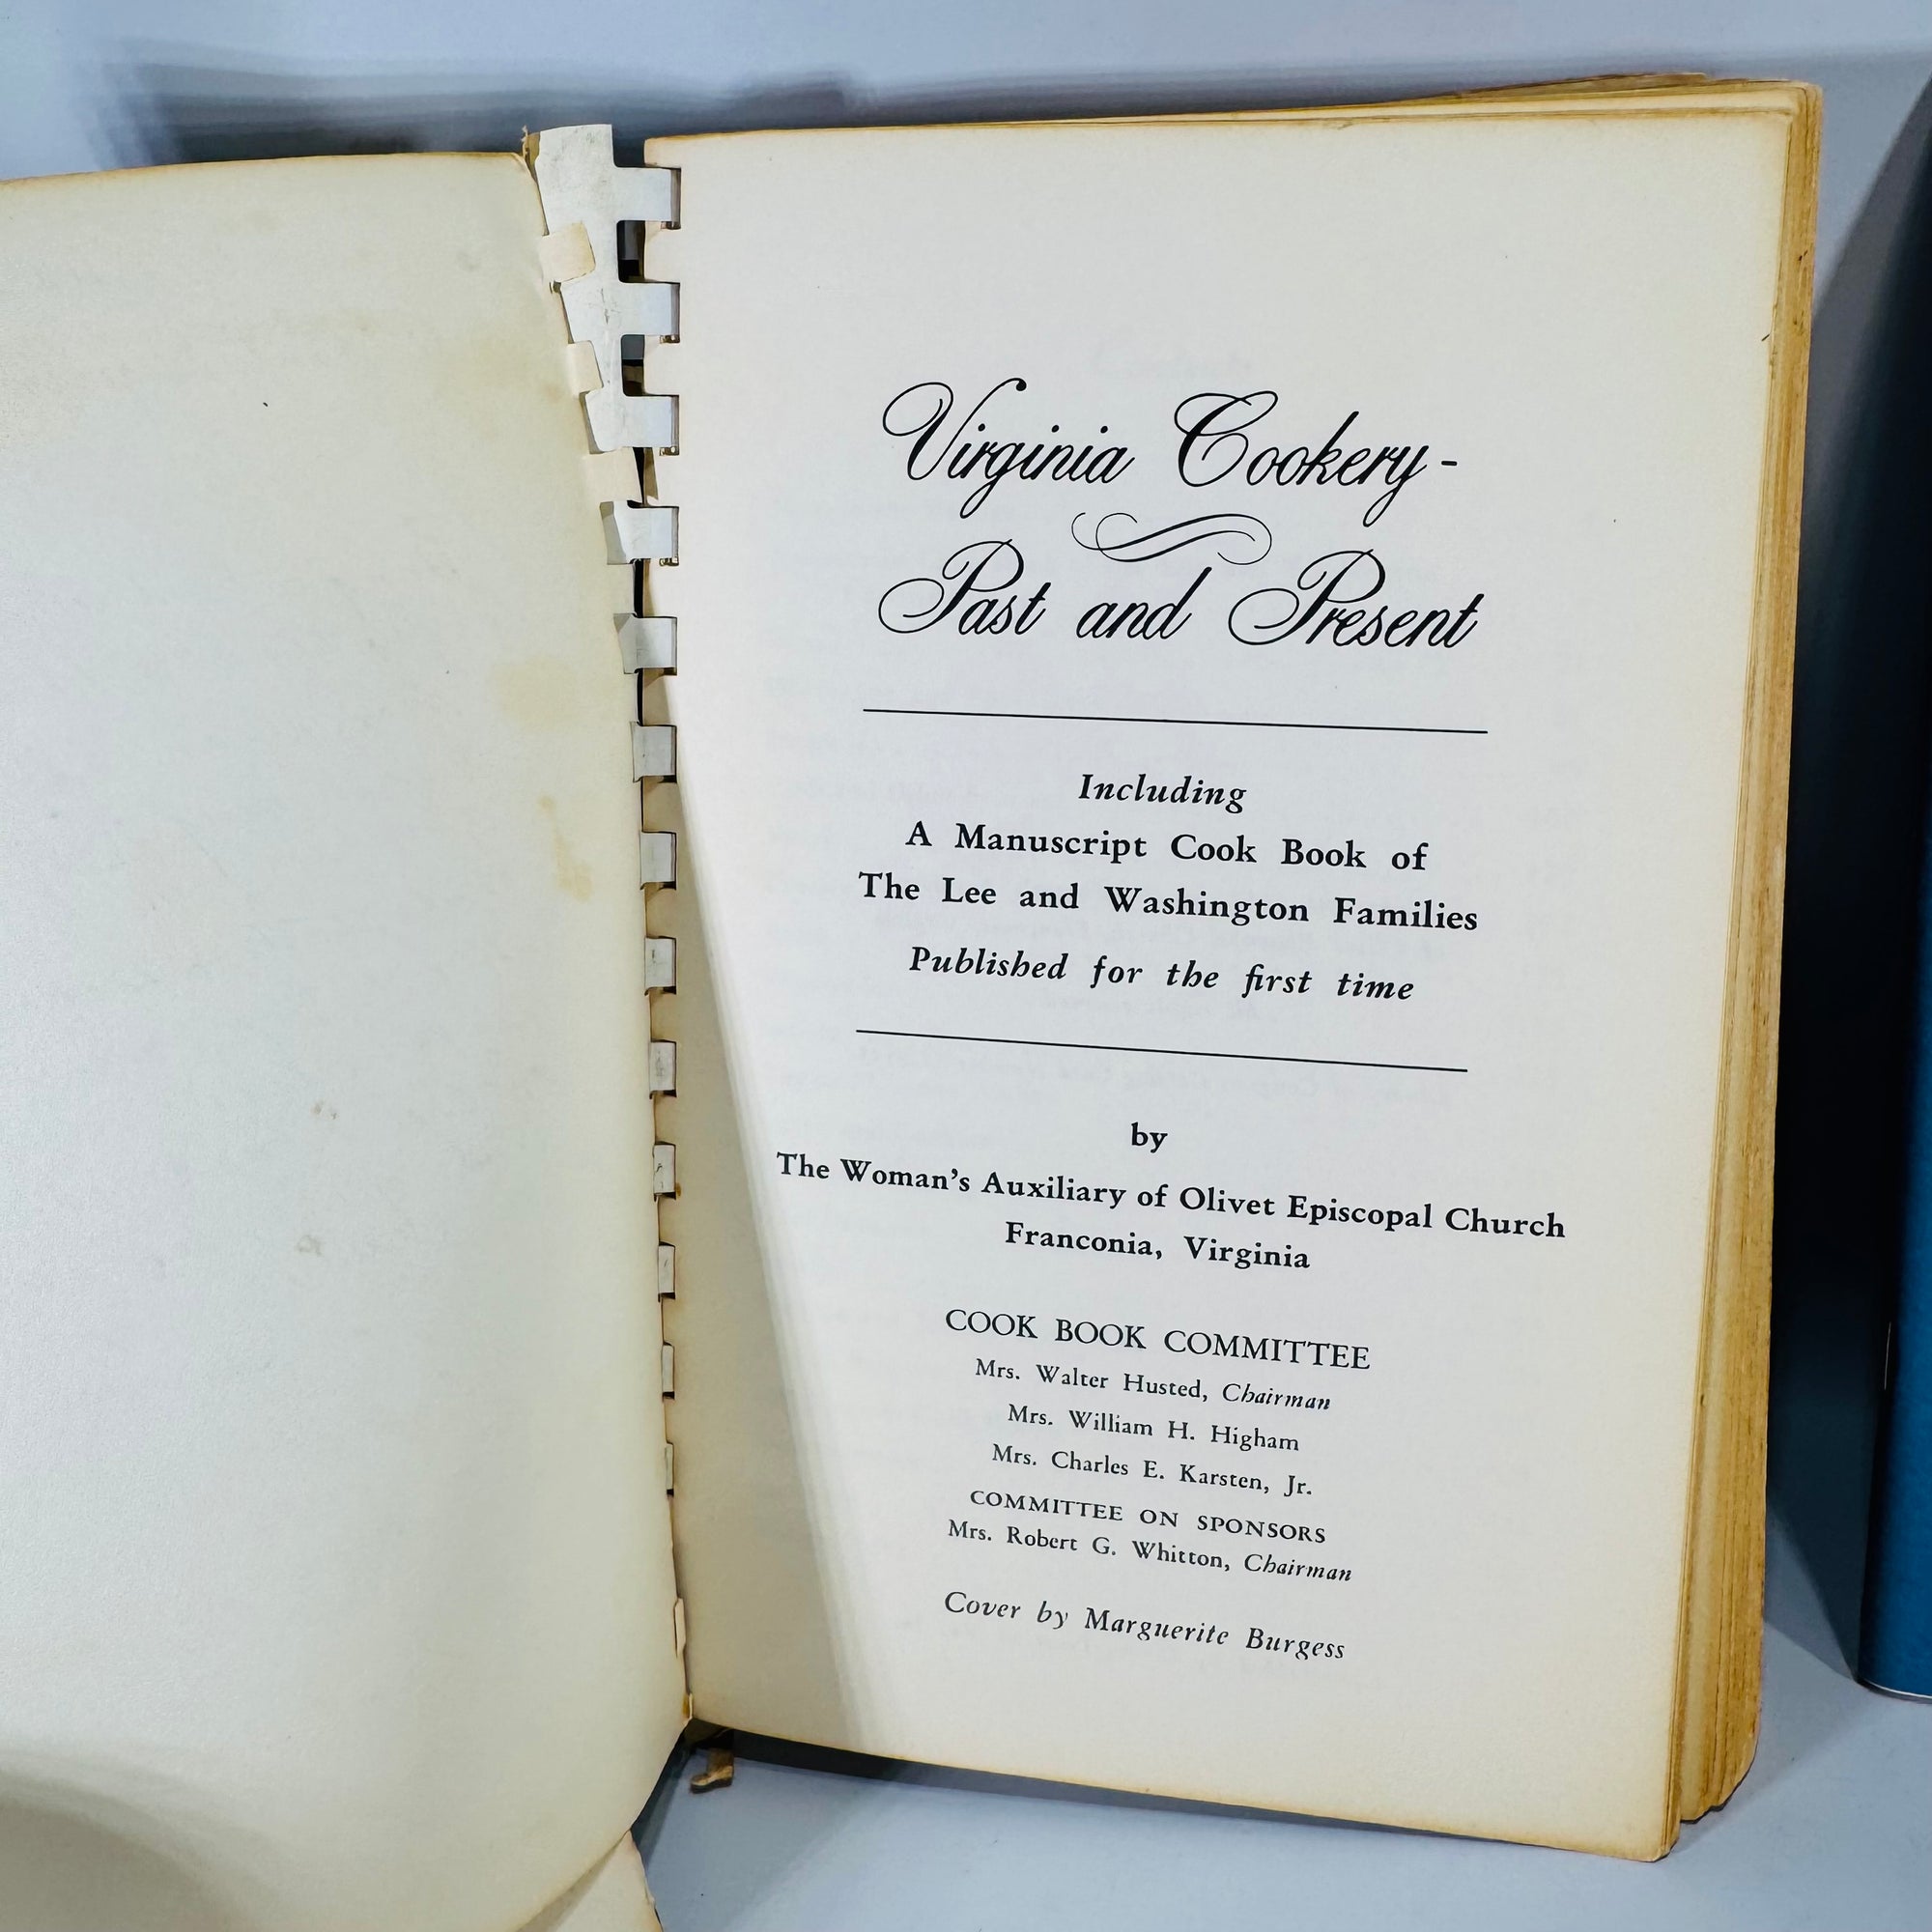 Virginia Cookery -
Past and Present
Including
A Manuscript Cook Book of
The Lee and Washington Families
Published for the first time
by
The Woman's Auxiliary of Olivet Episcopal Church
Franconia, Virginia
COOK BOOK COMMITTEE
Mrs. Walter Husted, Chairman
Mrs. William H. Higham
Mrs. Charles E. Karsten, Jr.
COMMITTEE ON SPONSORS
Mrs. Robert G. Whitton, Chairman
Cover by Marguerite Burgess